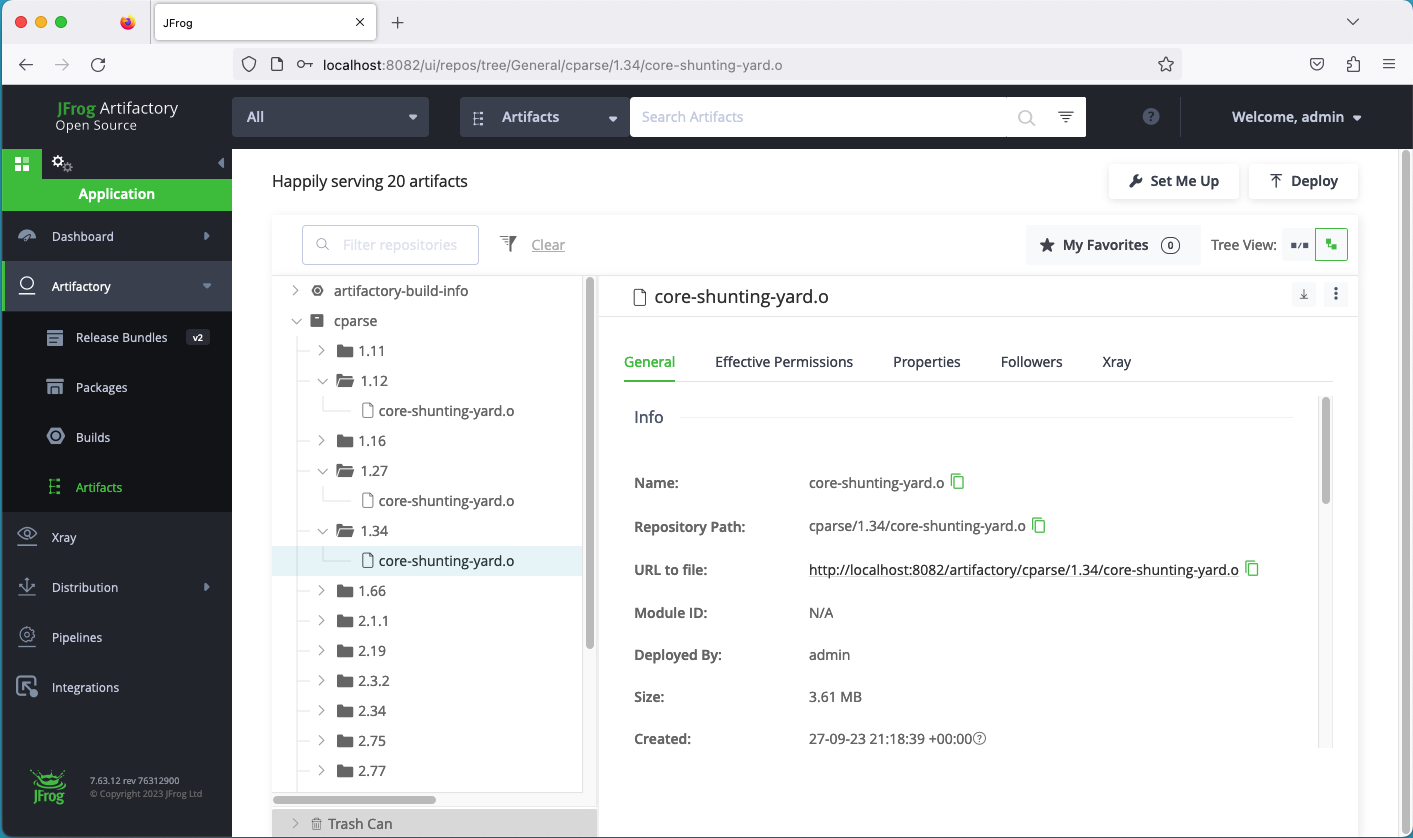 JFrog
localhost:8082/ui/repos/tree/General/cparse/1.34/core-shunting-yard.o
JFrog Artifactory
Open Source
All
Artifacts
Search Artifacts
?
Welcome, admin
Application
Dashboard
Artifactory
Release Bundles v2
Packages
Builds
Artifacts
Xray
Distribution
Pipelines
Integrations
JFrog
7.63.12 rev 76312900
© Copyright 2023 JFrog Ltd
Happily serving 20 artifacts
Set Me Up
Deploy
Filter repositories
Clear
My Favorites 0
Tree View:
artifactory-build-info
cparse
1.11
1.12
core-shunting-yard.o
1.16
1.27
core-shunting-yard.o
1.34
core-shunting-yard.o
1.66
2.1.1
2.19
2.3.2
2.34
2.75
2.77
Trash Can
core-shunting-yard.o
General Effective Permissions Properties Followers Xray
Info
Name: core-shunting-yard.o
Repository Path: cparse/1.34/core-shunting-yard.o
URL to file: http://localhost:8082/artifactory/cparse/1.34/core-shunting-yard.o
Module ID: N/A
Deployed By: admin
Size: 3.61 MB
Created: 27-09-23 21:18:39 +00:00 ?